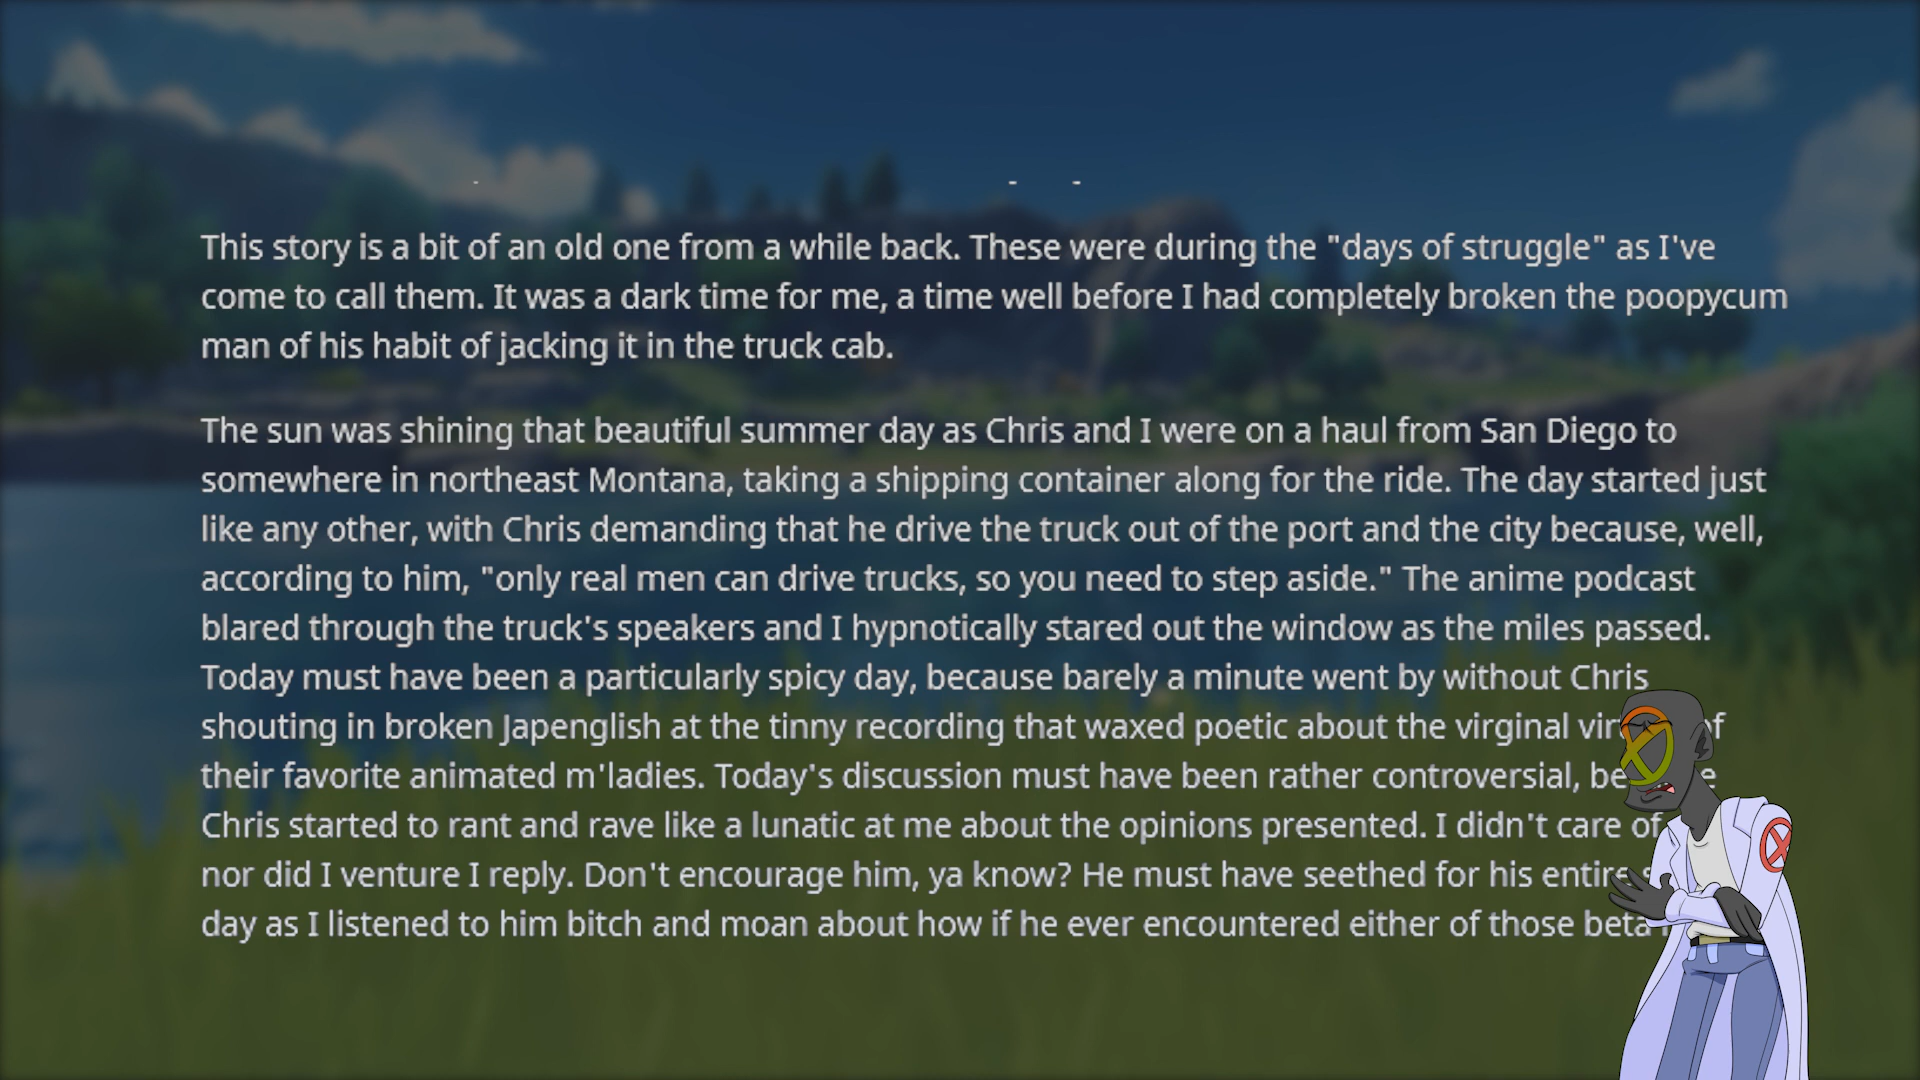 This story is a bit of an old one from a while back. These were during the "days of struggle" as I've
come to call them. It was a dark time for me, a time well before I had completely broken the poopycum
man of his habit of jacking it in the truck cab.
The sun was shining that beautiful summer day as Chris and I were on a haul from San Diego to
somewhere in northeast Montana, taking a shipping container along for the ride. The day started just
like any other, with Chris demanding that he drive the truck out of the port and the city because, well,
according to him, "only real men can drive trucks, so you need to step aside." The anime podcast
blared through the truck's speakers and I hypnotically stared out the window as the miles passed.
Today must have been a particularly spicy day, because barely a minute went by without Chris
shouting in broken Japenglish at the tinny recording that waxed poetic about the virginal of
their favorite animated m'ladies. Today's discussion must have been rather controversial,
Chris started to rant and rave like a lunatic at me about the opinions presented. I didn't care of
nor did I venture I reply. Don't encourage him, ya know? He must have seethed for his entire
day as I listened to him bitch and moan about how if he ever encountered either of those beta